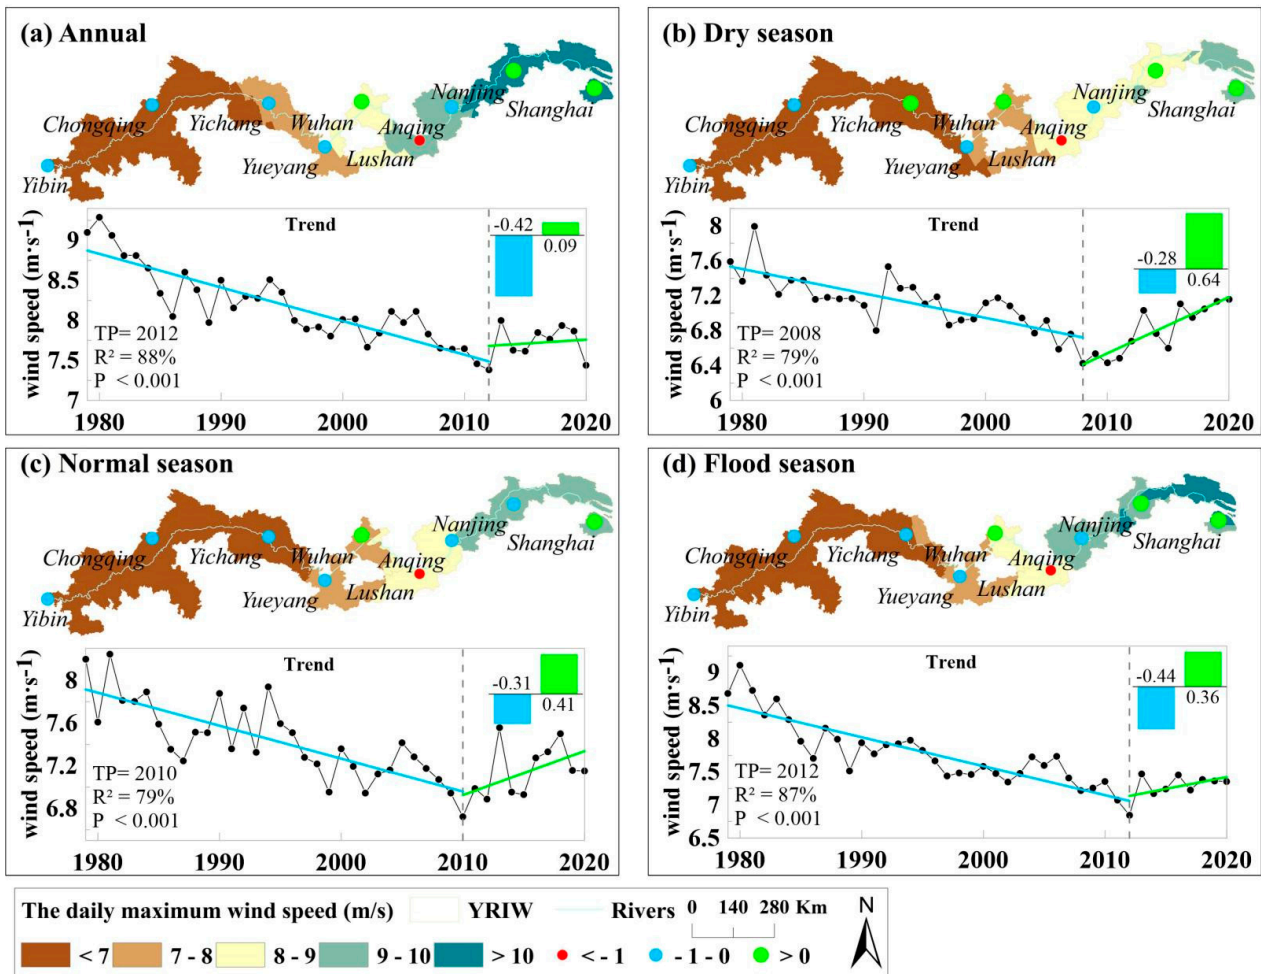 (a) Annual
Chongqing
Yichang
Wuhan
Anqing
Nanjing
Shanghai
Yueyang
Lushan
Yibin
wind speed (m·s⁻¹)
9
8.5
8
7.5
7
Trend
-0.42
0.09
TP= 2012
R² = 88%
P < 0.001
1980 1990 2000 2010 2020
(b) Dry season
Chongqing
Yichang
Wuhan
Anqing
Nanjing
Shanghai
Yueyang
Lushan
Yibin
wind speed (m·s⁻¹)
8
7.6
7.2
6.8
6.4
6
Trend
-0.28
0.64
TP= 2008
R² = 79%
P < 0.001
1980 1990 2000 2010 2020
(c) Normal season
Chongqing
Yichang
Wuhan
Anqing
Nanjing
Shanghai
Yueyang
Lushan
Yibin
wind speed (m·s⁻¹)
8
7.6
7.2
6.8
Trend
-0.31
0.41
TP= 2010
R² = 79%
P < 0.001
1980 1990 2000 2010 2020
(d) Flood season
Chongqing
Yichang
Wuhan
Anqing
Nanjing
Shanghai
Yueyang
Lushan
Yibin
wind speed (m·s⁻¹)
9
8.5
8
7.5
7
6.5
Trend
-0.44
0.36
TP= 2012
R² = 87%
P < 0.001
1980 1990 2000 2010 2020
The daily maximum wind speed (m/s) YRIW Rivers 0 140 280 Km N
< 7 7 - 8 8 - 9 9 - 10 > 10 < - 1 - 1 - 0 > 0